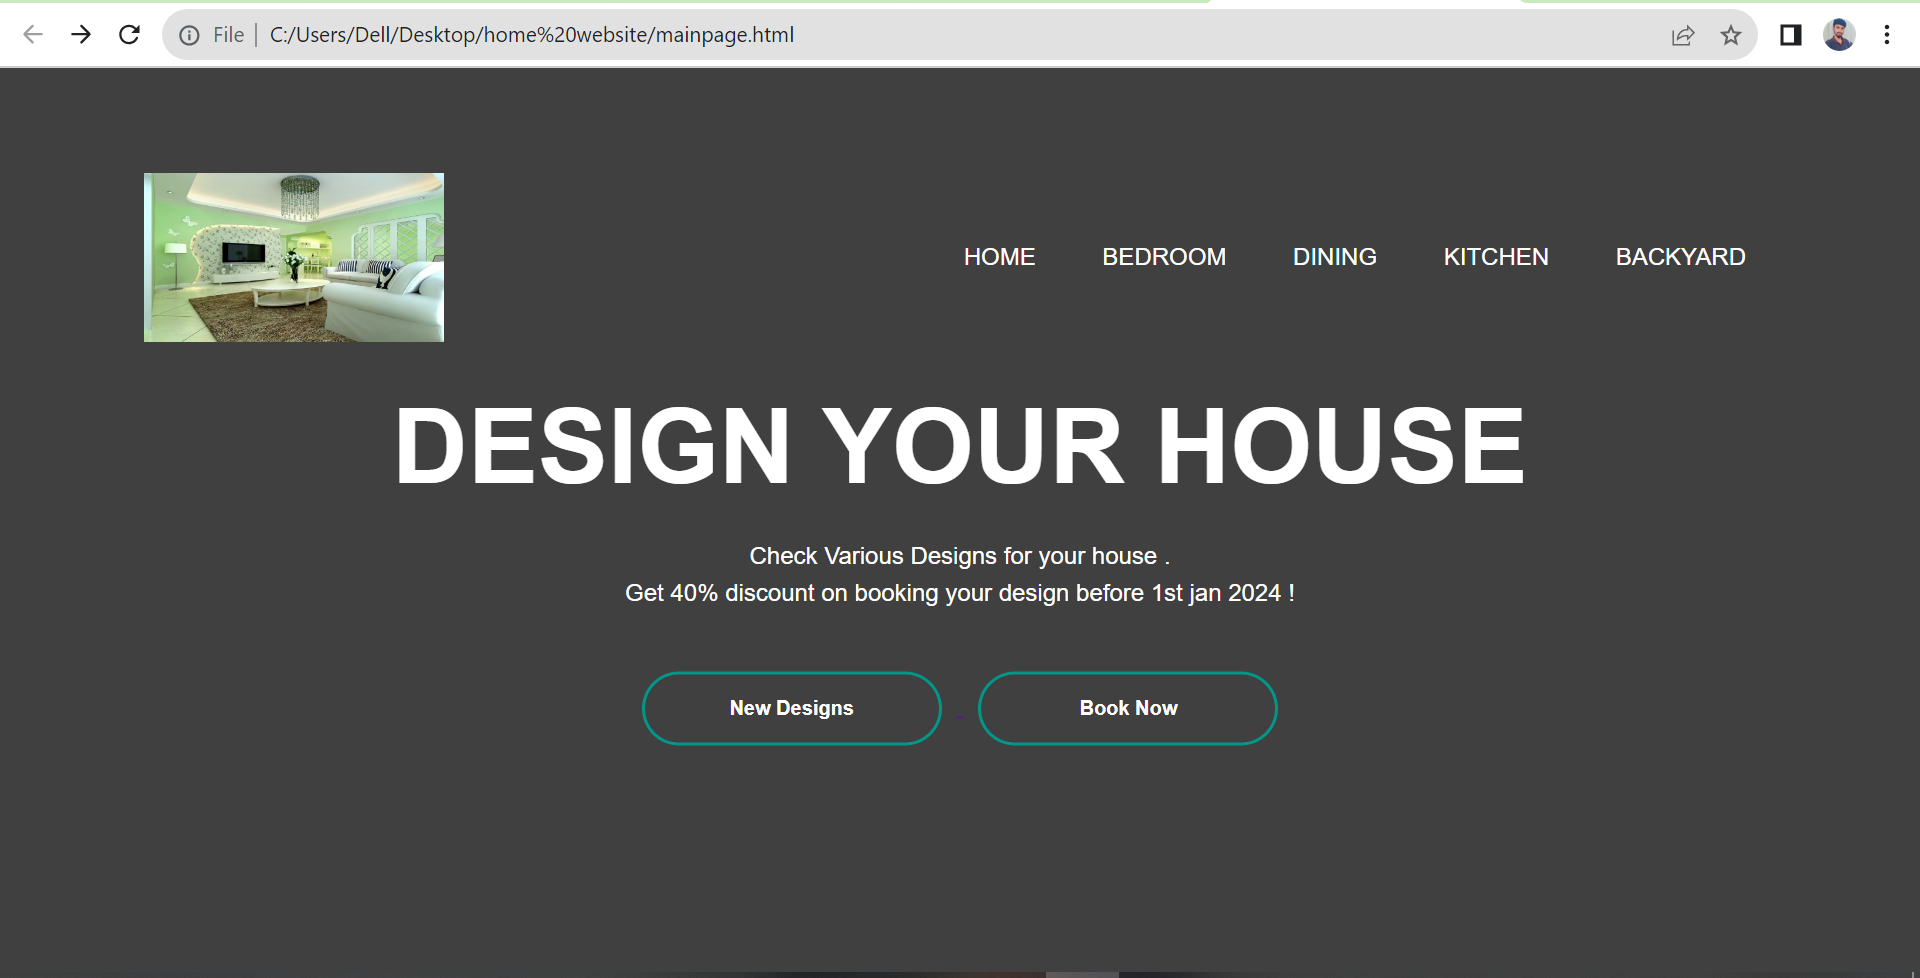 File C:/Users/Dell/Desktop/home%20website/mainpage.html
HOME BEDROOM DINING KITCHEN BACKYARD
DESIGN YOUR HOUSE
Check Various Designs for your house .
Get 40% discount on booking your design before 1st jan 2024 !
New Designs Book Now